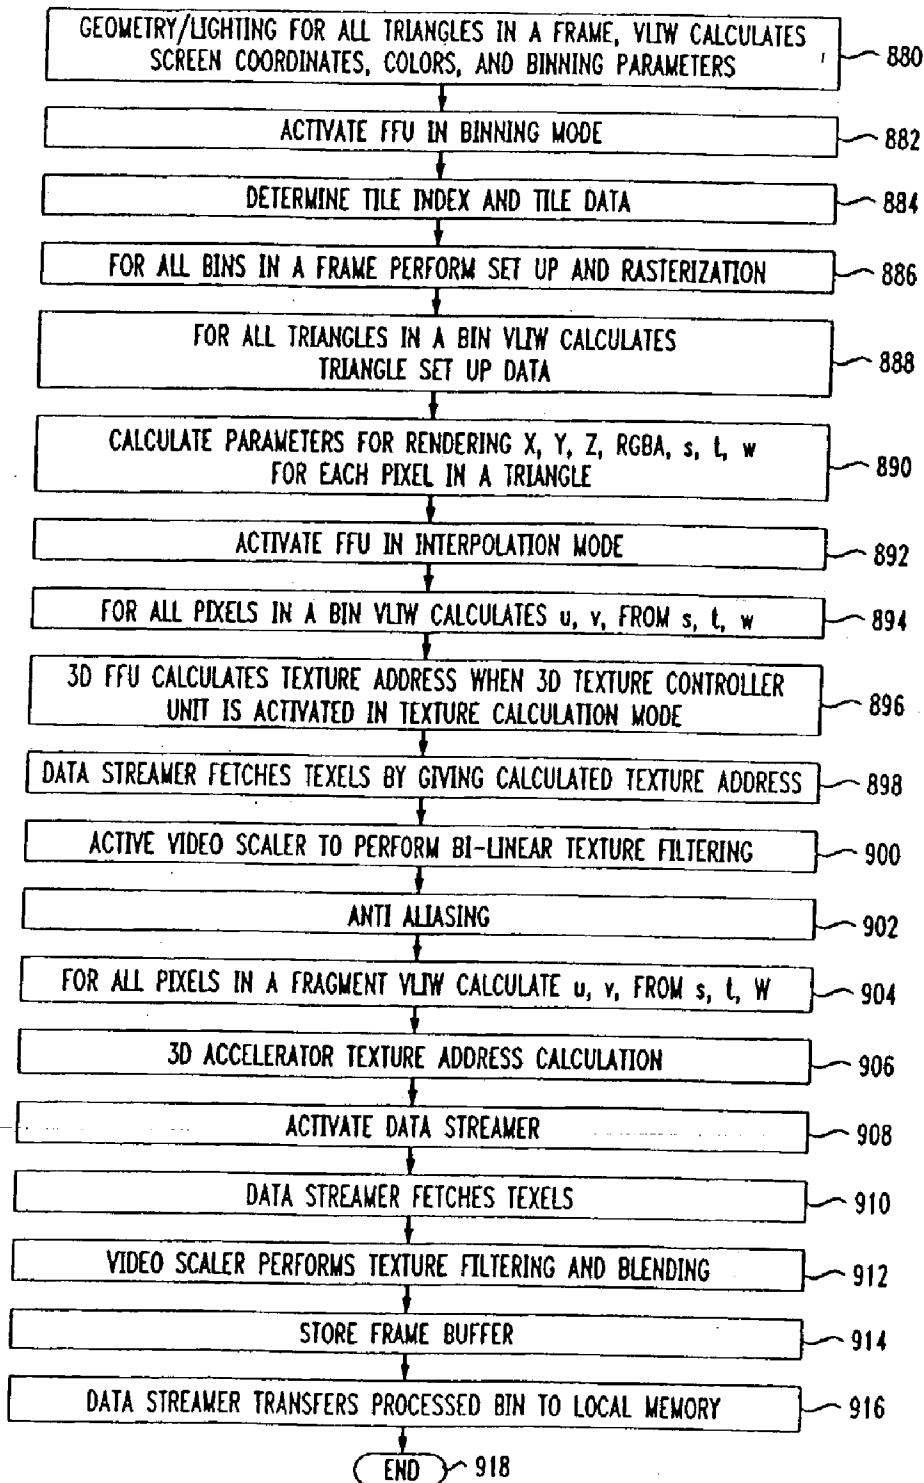 GEOMETRY/LIGHTING FOR ALL TRIANGLES IN A FRAME, VLIW CALCULATES
SCREEN COORDINATES, COLORS, AND BINNING PARAMETERS
880
ACTIVATE FFU IN BINNING MODE
882
DETERMINE TILE INDEX AND TILE DATA
884
FOR ALL BINS IN A FRAME PERFORM SET UP AND RASTERIZATION
886
FOR ALL TRIANGLES IN A BIN VLIW CALCULATES
TRIANGLE SET UP DATA
888
CALCULATE PARAMETERS FOR RENDERING X, Y, Z, RGBA, s, t, w
FOR EACH PIXEL IN A TRIANGLE
890
ACTIVATE FFU IN INTERPOLATION MODE
892
FOR ALL PIXELS IN A BIN VLIW CALCULATES u, v, FROM s, t, w
894
3D FFU CALCULATES TEXTURE ADDRESS WHEN 3D TEXTURE CONTROLLER
UNIT IS ACTIVATED IN TEXTURE CALCULATION MODE
896
DATA STREAMER FETCHES TEXELS BY GIVING CALCULATED TEXTURE ADDRESS
898
ACTIVE VIDEO SCALER TO PERFORM BI-LINEAR TEXTURE FILTERING
900
ANTI ALIASING
902
FOR ALL PIXELS IN A FRAGMENT VLIW CALCULATE u, v, FROM s, t, W
904
3D ACCELERATOR TEXTURE ADDRESS CALCULATION
906
ACTIVATE DATA STREAMER
908
DATA STREAMER FETCHES TEXELS
910
VIDEO SCALER PERFORMS TEXTURE FILTERING AND BLENDING
912
STORE FRAME BUFFER
914
DATA STREAMER TRANSFERS PROCESSED BIN TO LOCAL MEMORY
916
END
918